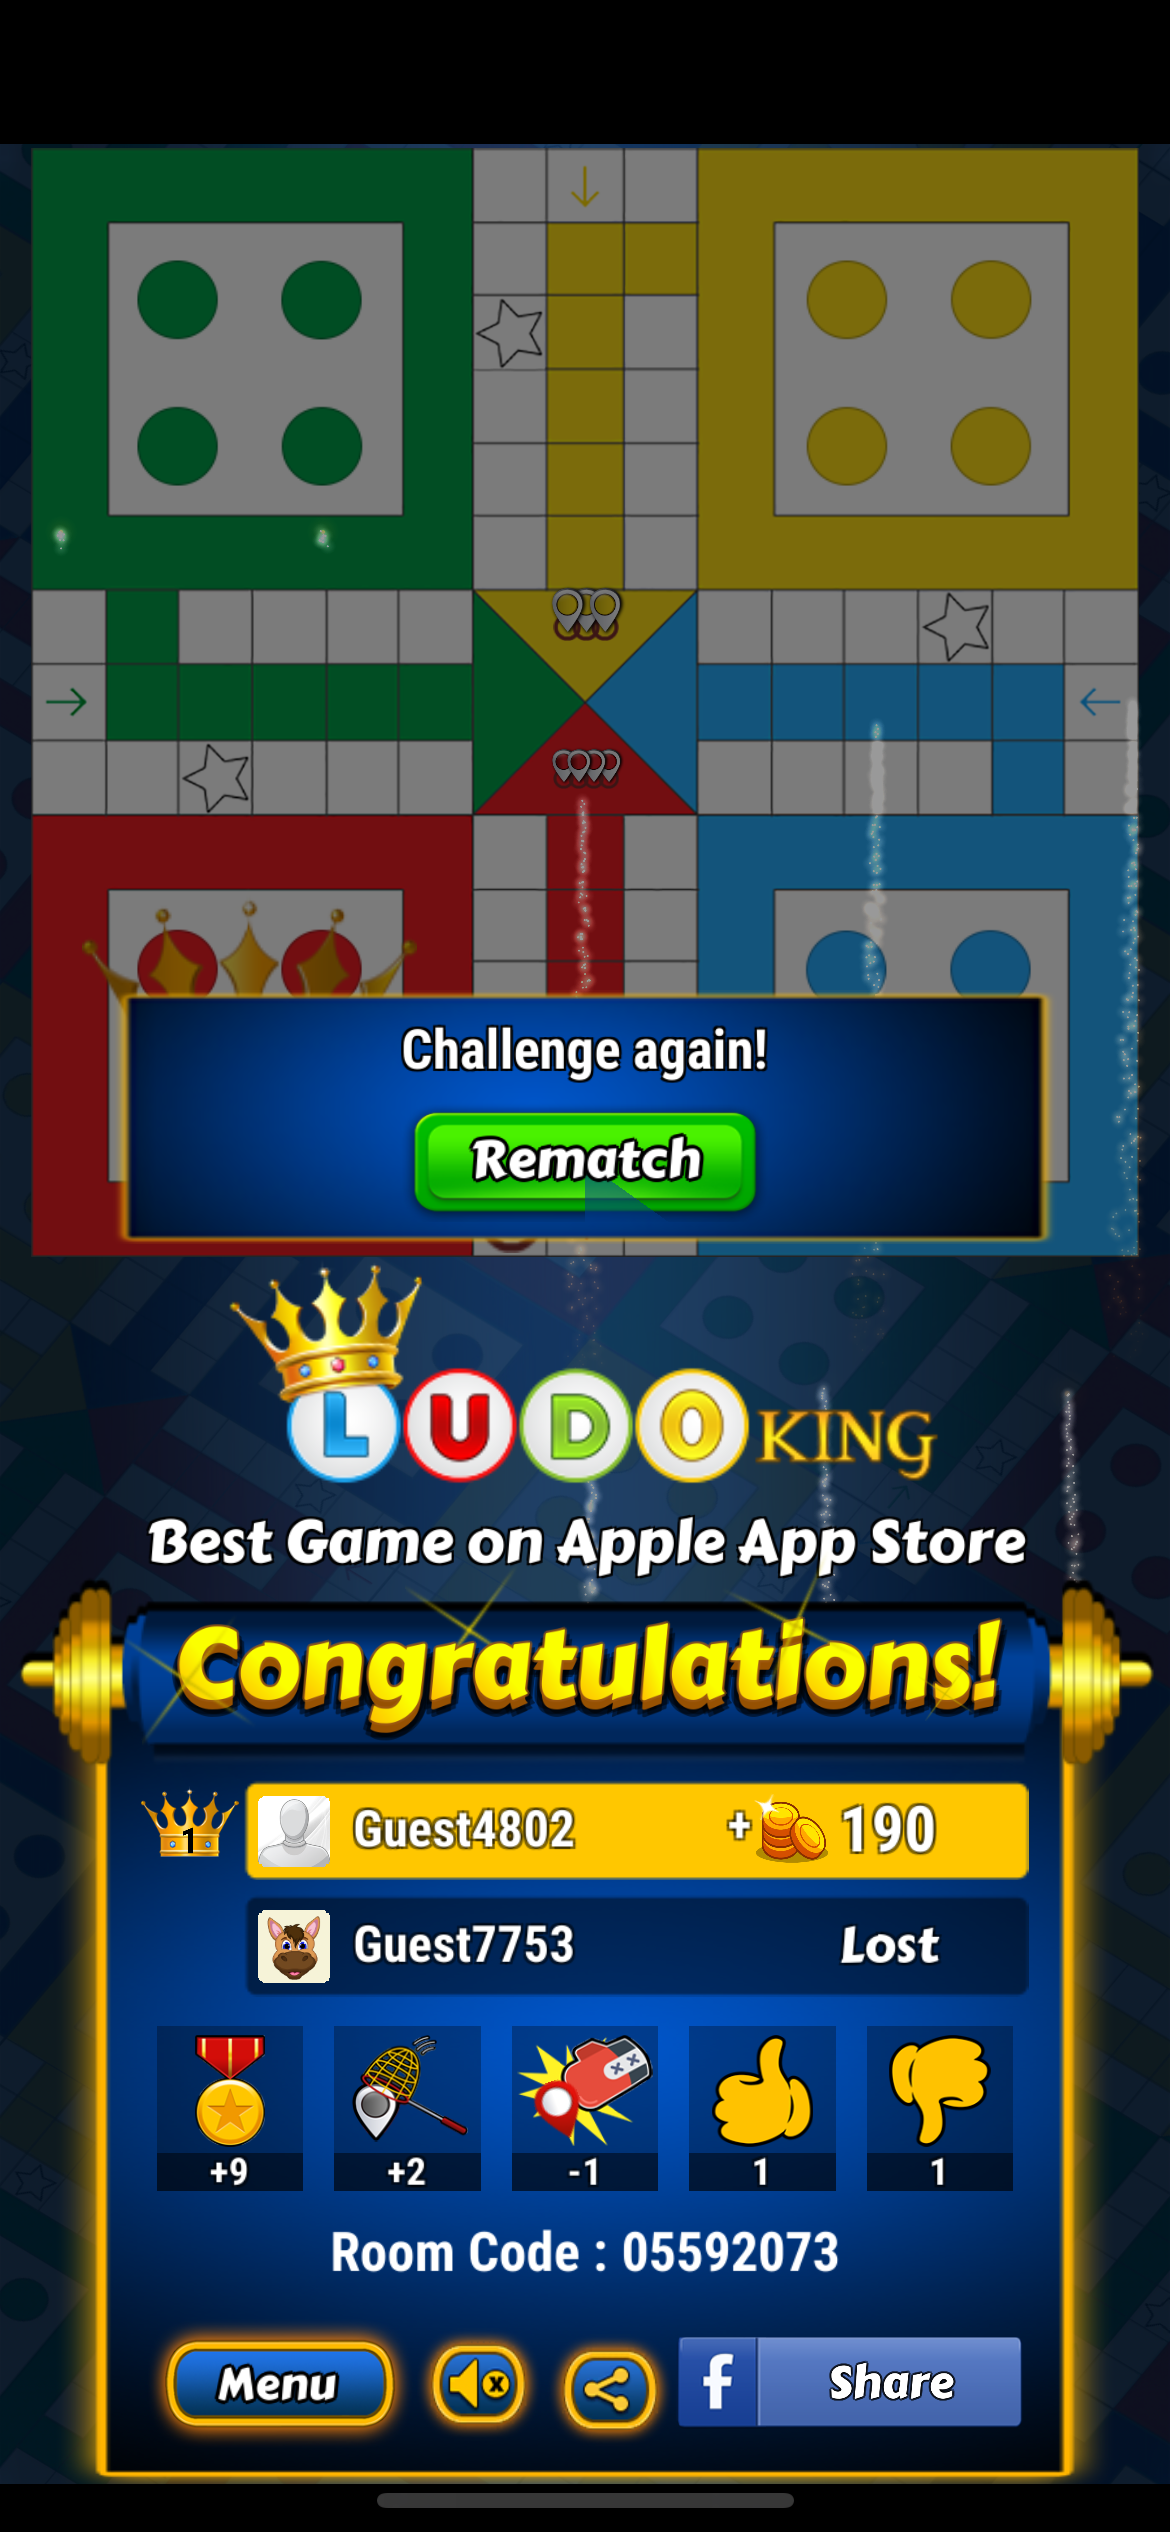 Challenge again!
Rematch
LUDO KING
Best Game on Apple App Store
Congratulations!
1 Guest4802 + 190
Guest7753 Lost
+9 +2 -1 1 1
Room Code : 05592073
Menu x f Share